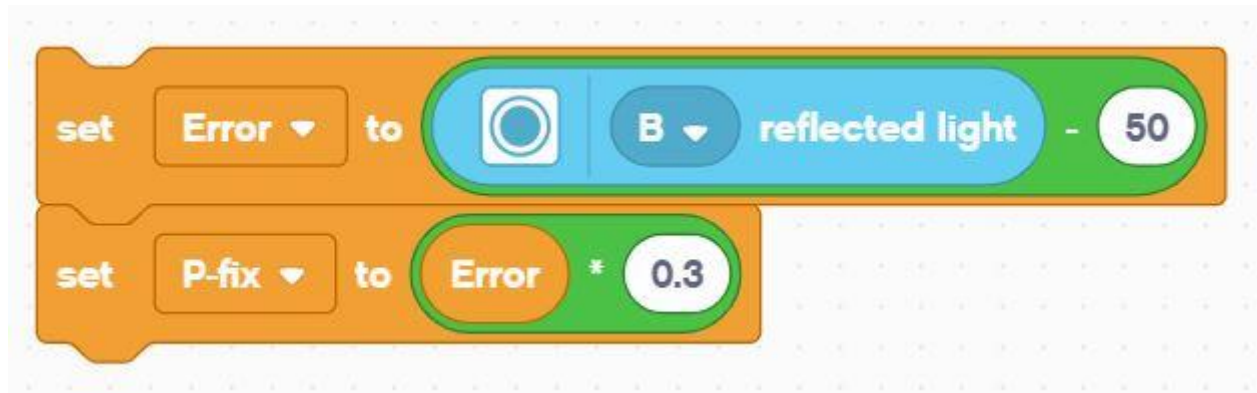 set Error to B reflected light - 50
set P-fix to Error * 0.3